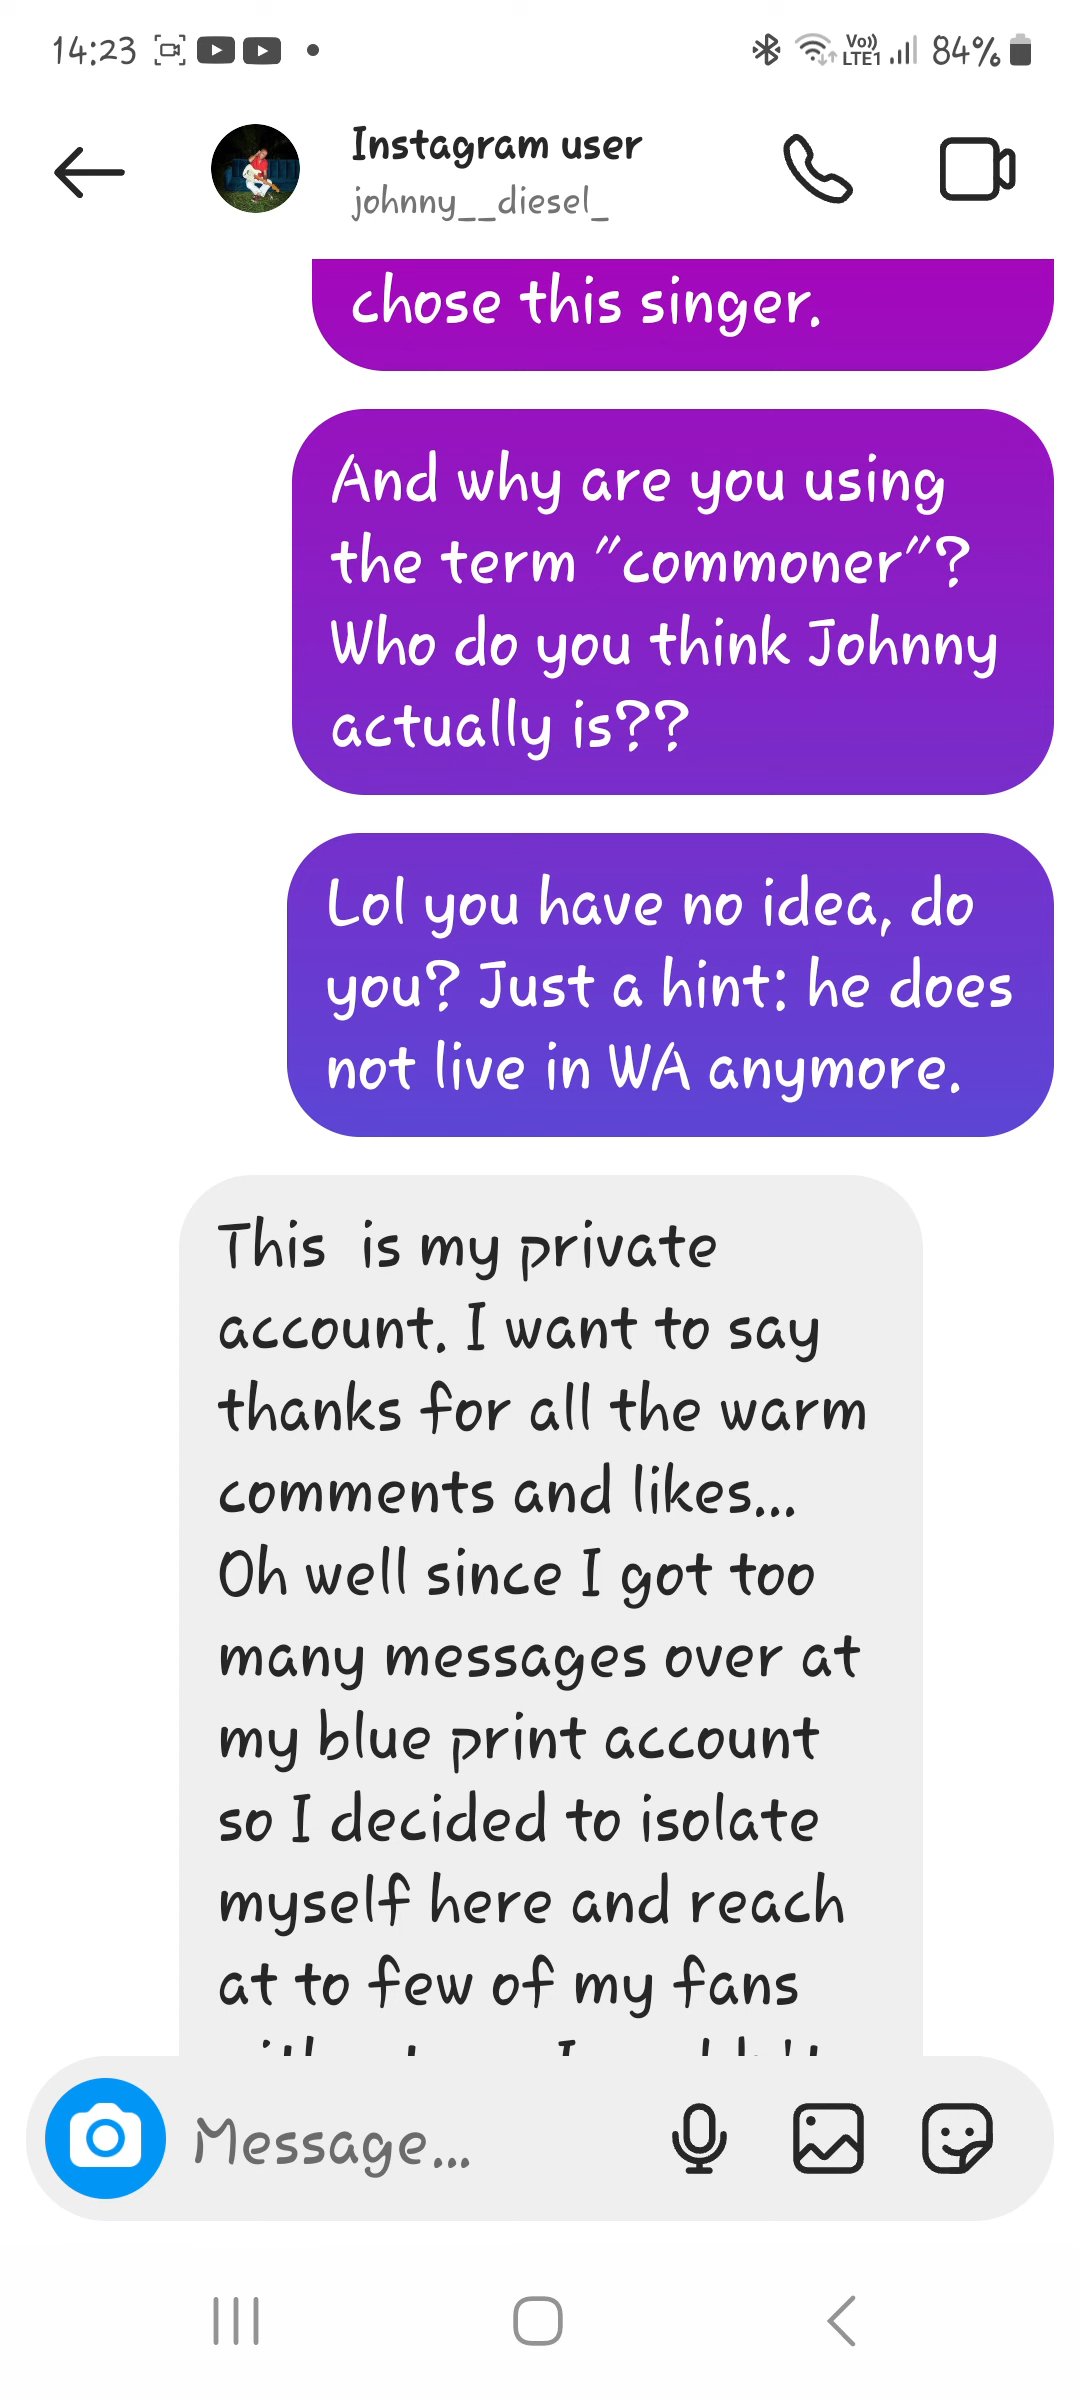 14:23
Vo))
LTE1
84%
Instagram user
johnny__diesel_
chose this singer.
And why are you using
the term "commoner"?
Who do you think Johnny
actually is??
Lol you have no idea, do
you? Just a hint: he does
not live in WA anymore.
This  is my private
account. I want to say
thanks for all the warm
comments and likes...
Oh well since I got too
many messages over at
my blue print account
so I decided to isolate
myself here and reach
at to few of my fans
Message...